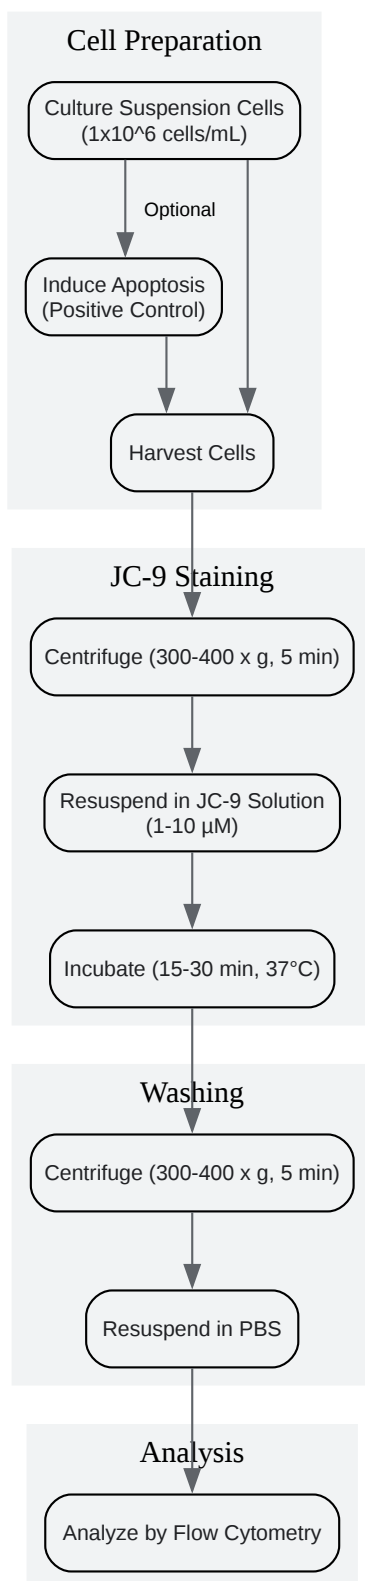 Cell Preparation
Culture Suspension Cells
(1x10^6 cells/mL)
Optional
Induce Apoptosis
(Positive Control)
Harvest Cells
JC-9 Staining
Centrifuge (300-400 x g, 5 min)
Resuspend in JC-9 Solution
(1-10 µM)
Incubate (15-30 min, 37°C)
Washing
Centrifuge (300-400 x g, 5 min)
Resuspend in PBS
Analysis
Analyze by Flow Cytometry